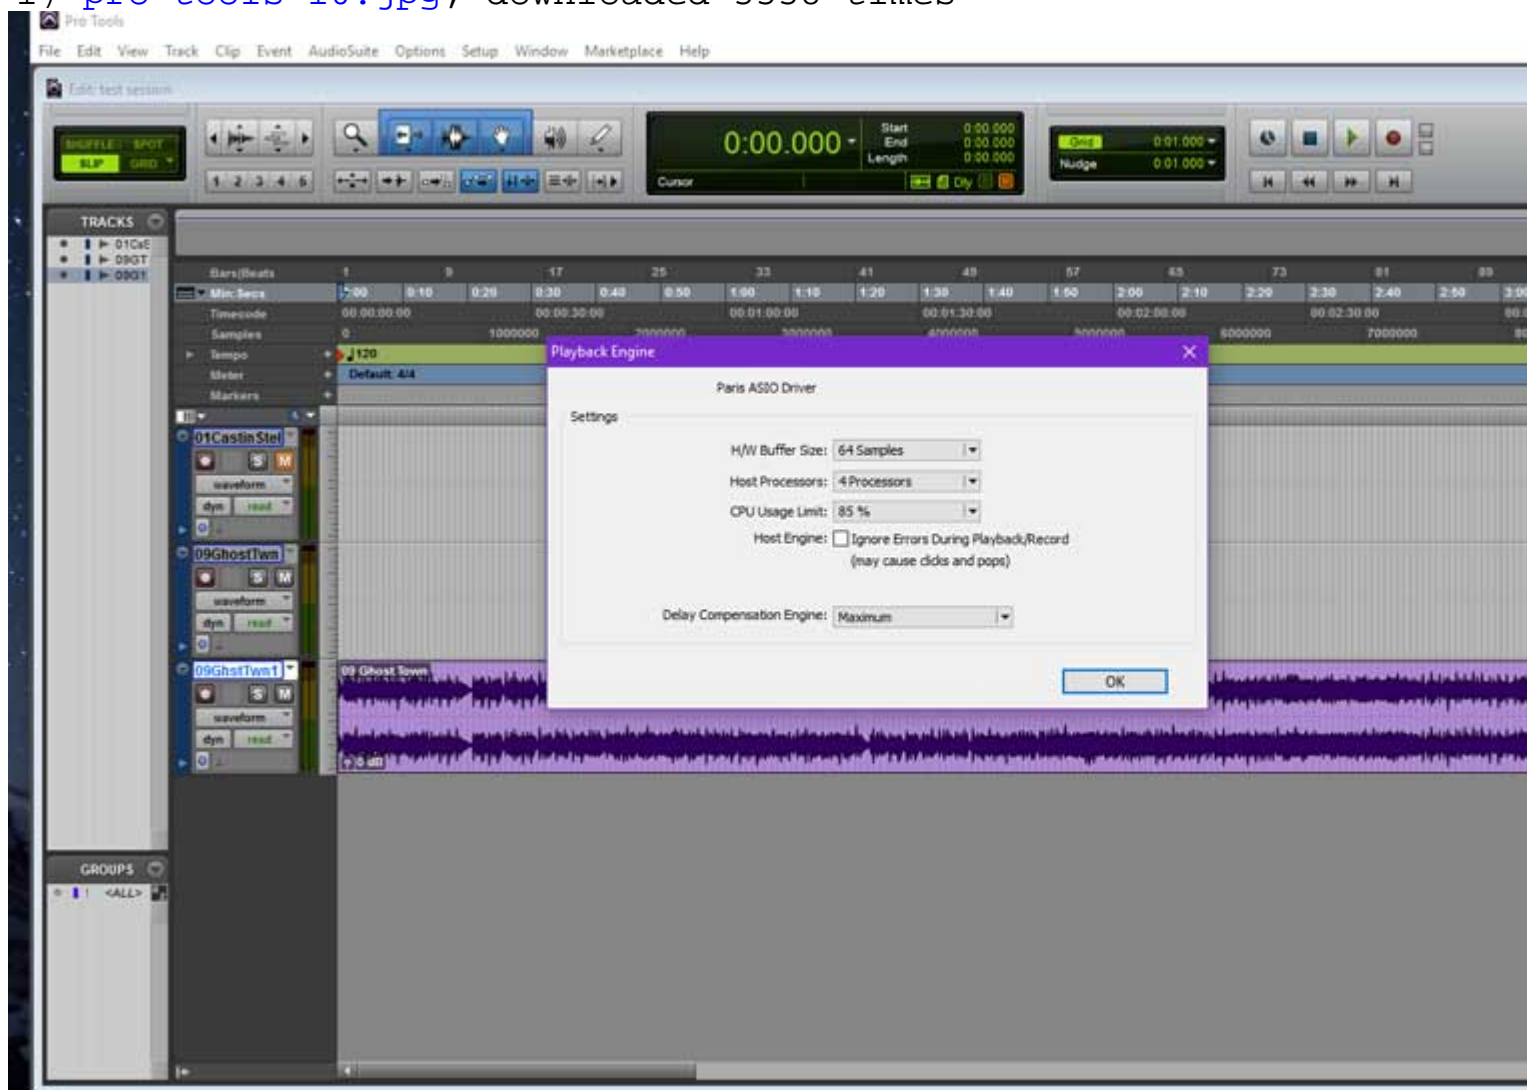 Pro Tools
File Edit View Track Clip Event AudioSuite Options Setup Window Marketplace Help
Edit: test session
SHUFFLE SPOT
SLIP GRID
1 2 3 4 5
0:00.000
Start 0:00.000
End 0:00.000
Length 0:00.000
Cursor
Dly
Grid 0:01.000
Nudge 0:01.000
TRACKS
01CaS
09GT
09G1
Bars|Beats 1 9 17 25 33 41 49 57 65 73 81 89
Min:Secs 0:00 0:10 0:20 0:30 0:40 0:50 1:00 1:10 1:20 1:30 1:40 1:50 2:00 2:10 2:20 2:30 2:40 2:50 3:00
Timecode 00:00:00:00 00:00:30:00 00:01:00:00 00:01:30:00 00:02:00:00 00:02:30:00
Samples 0 1000000 2000000 3000000 4000000 5000000 6000000 7000000
Tempo 120
Meter Default: 4/4
Markers
Playback Engine
Paris ASIO Driver
Settings
H/W Buffer Size: 64 Samples
Host Processors: 4 Processors
CPU Usage Limit: 85 %
Host Engine: Ignore Errors During Playback/Record
(may cause clicks and pops)
Delay Compensation Engine: Maximum
OK
01CastinStel
S M
waveform
dyn read
09GhostTwn
S M
waveform
dyn read
09GhstTwn1
S M
waveform
dyn read
09 Ghost Town
0 dB
GROUPS
! <ALL>